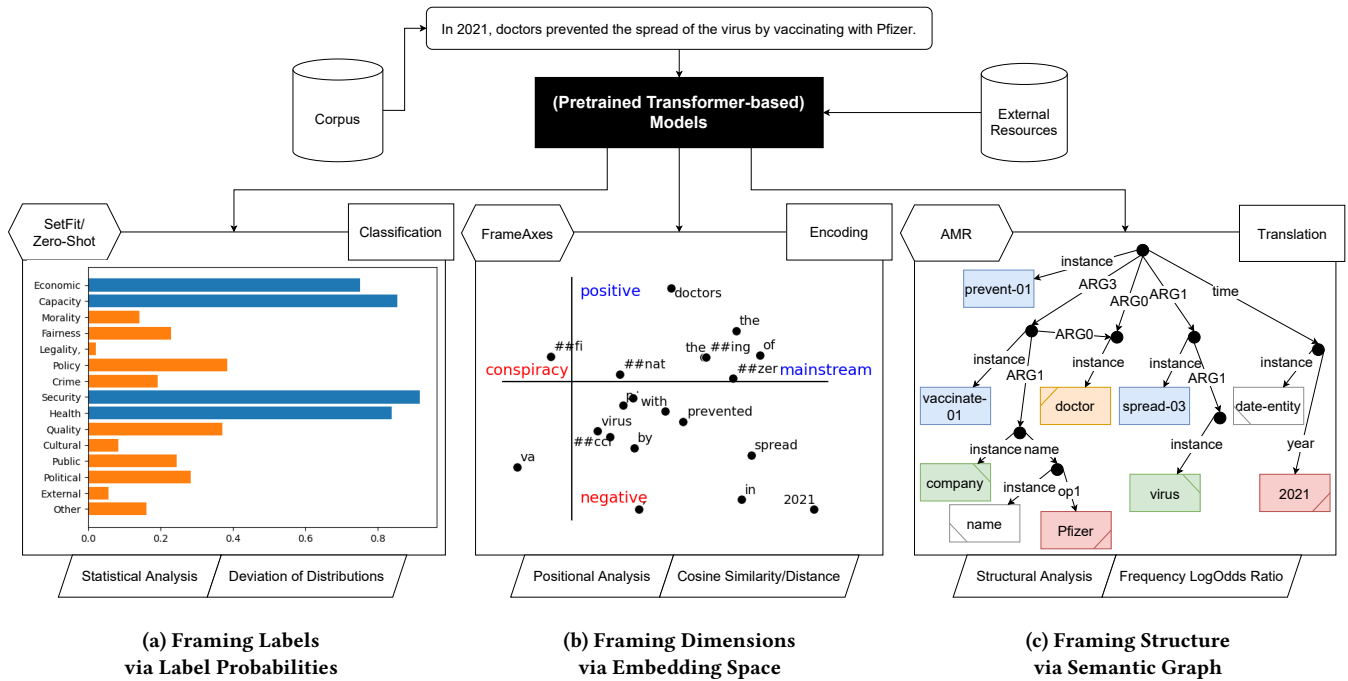 In 2021, doctors prevented the spread of the virus by vaccinating with Pfizer.
Corpus
(Pretrained Transformer-based)
Models
External
Resources
SetFit/
Zero-Shot
Classification
Economic
Capacity
Morality
Fairness
Legality,
Policy
Crime
Security
Health
Quality
Cultural
Public
Political
External
Other
0.0 0.2 0.4 0.6 0.8
Statistical Analysis
Deviation of Distributions
(a) Framing Labels
via Label Probabilities
FrameAxes
Encoding
positive
doctors
the
the ##ing of
##fi
##nat
##zer
conspiracy
mainstream
with
prevented
virus
##cci
by
spread
va
in
negative
2021
Positional Analysis
Cosine Similarity/Distance
(b) Framing Dimensions
via Embedding Space
AMR
Translation
instance
prevent-01
ARG3
ARG0
ARG1
time
ARG0
instance
instance
instance
instance
ARG1
ARG1
vaccinate-
01
doctor
spread-03
date-entity
instance
name
instance
year
company
instance
op1
virus
2021
name
Pfizer
Structural Analysis
Frequency LogOdds Ratio
(c) Framing Structure
via Semantic Graph